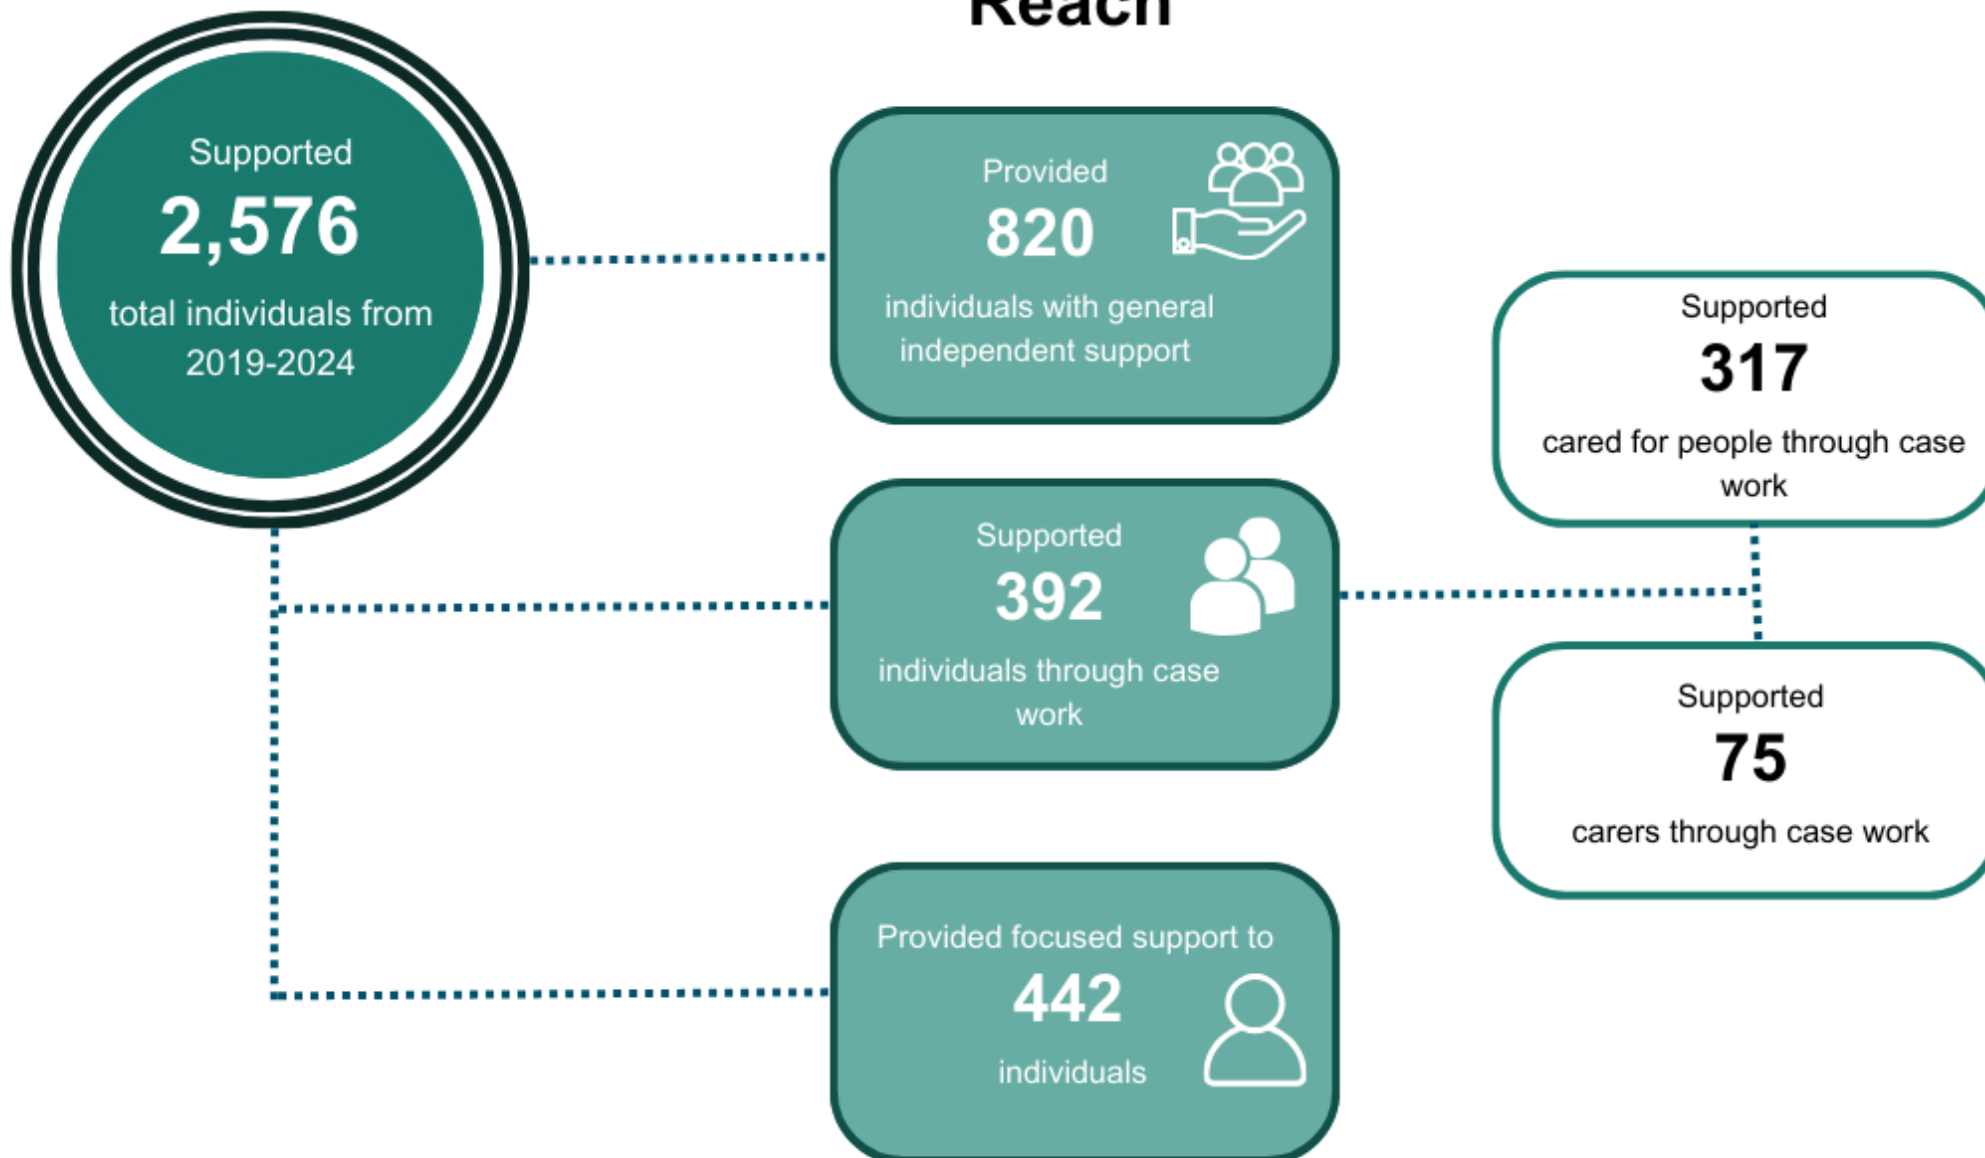 Reach
Supported
2,576
total individuals from
2019-2024
Provided
820
individuals with general
independent support
Supported
392
individuals through case
work
Provided focused support to
442
individuals
Supported
317
cared for people through case
work
Supported
75
carers through case work